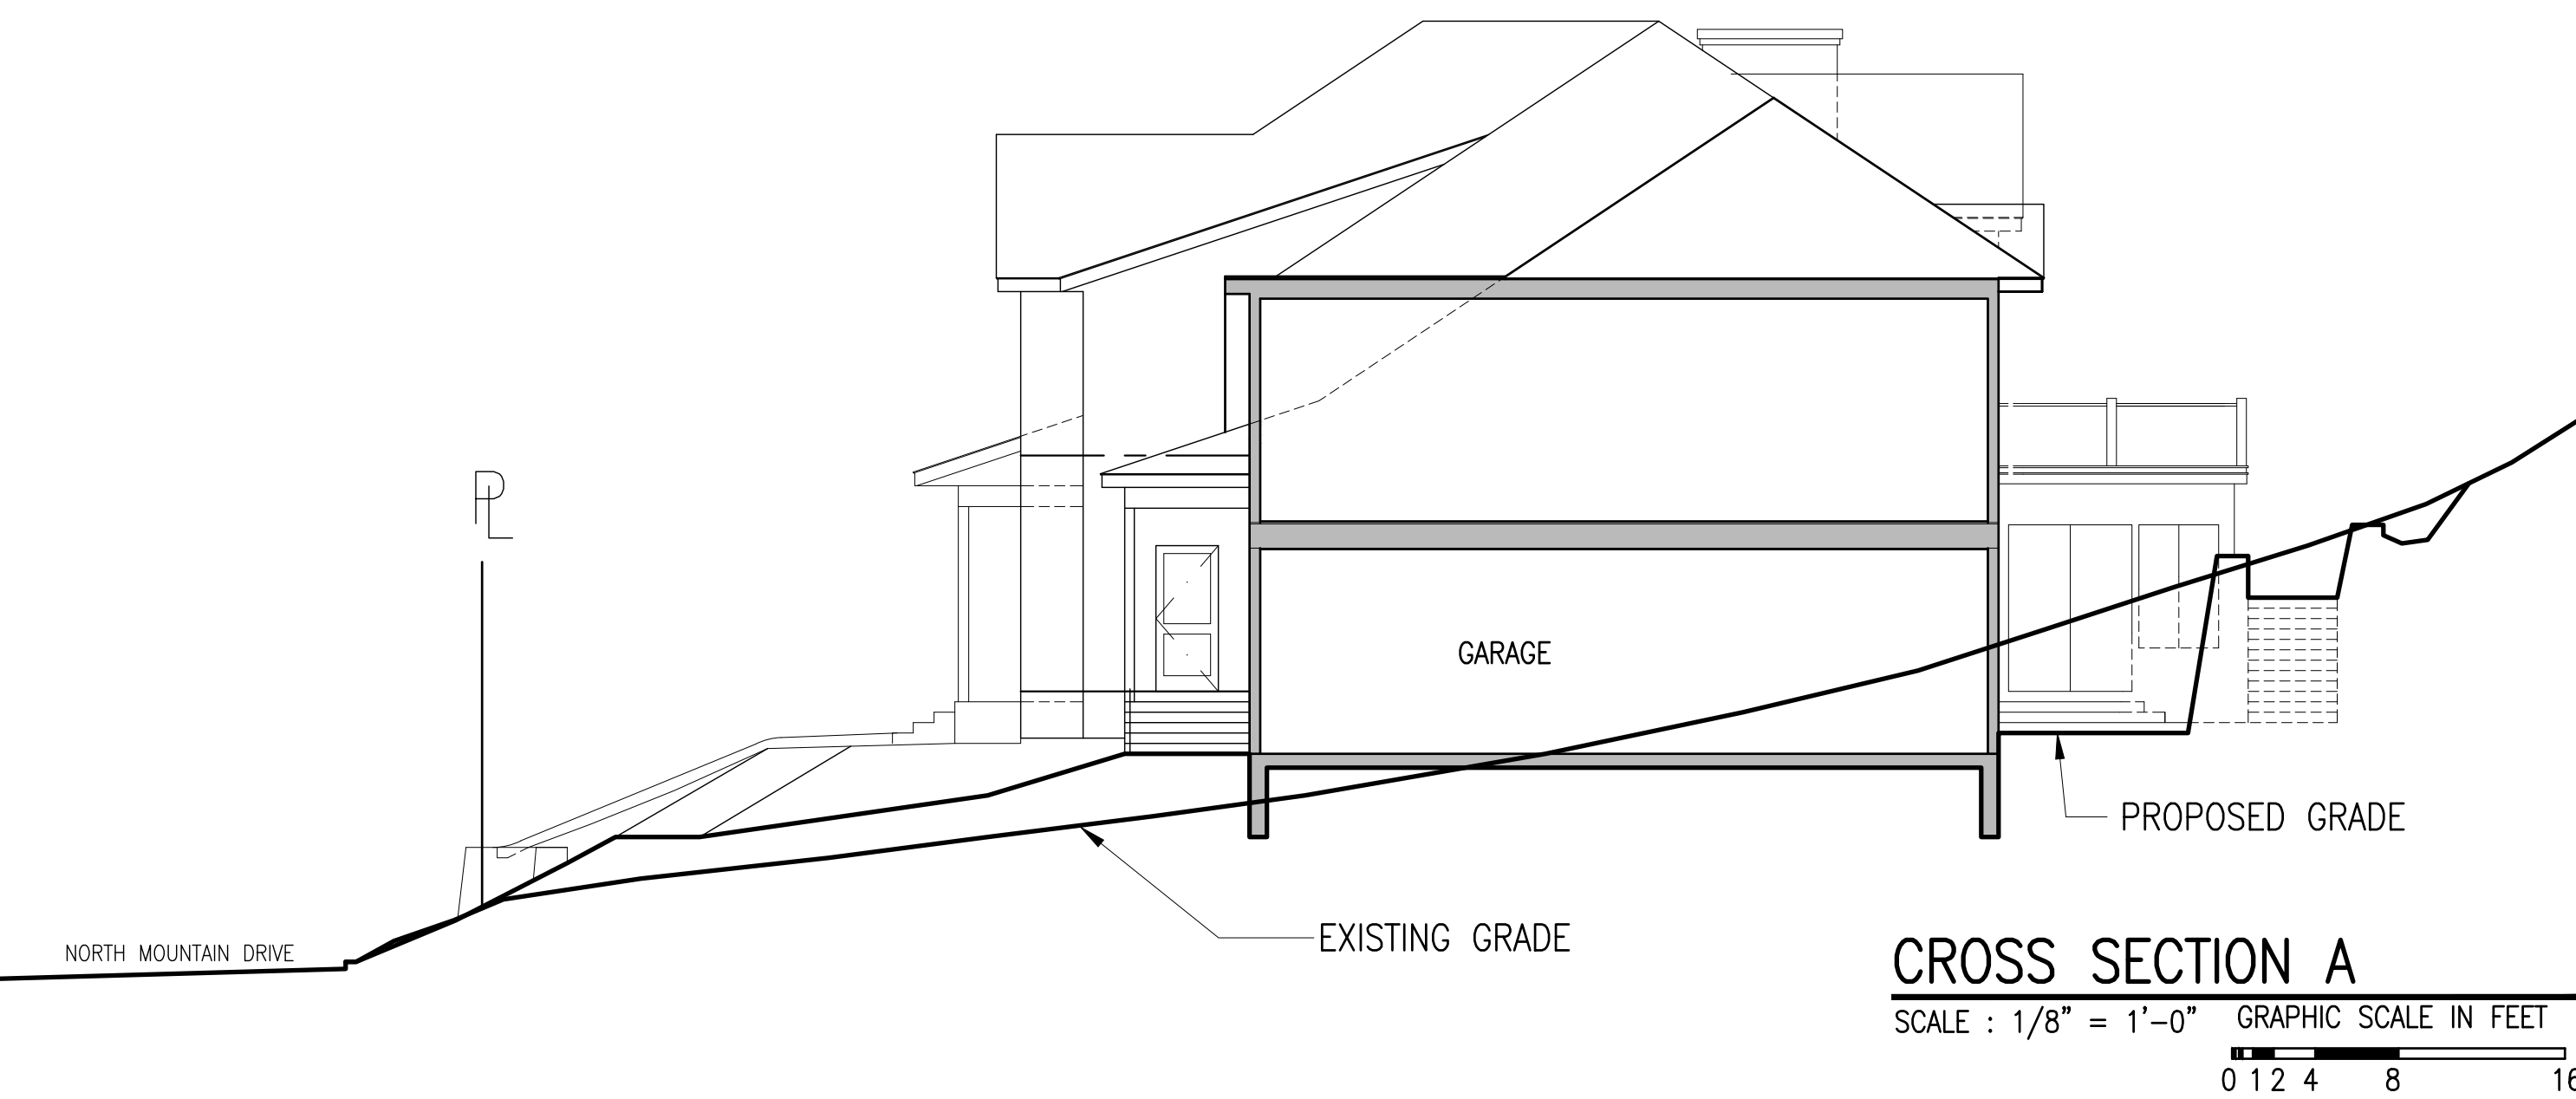 PL
GARAGE
PROPOSED GRADE
EXISTING GRADE
NORTH MOUNTAIN DRIVE
CROSS SECTION A
SCALE : 1/8” = 1’-0”
GRAPHIC SCALE IN FEET
0 1 2 4 8 16